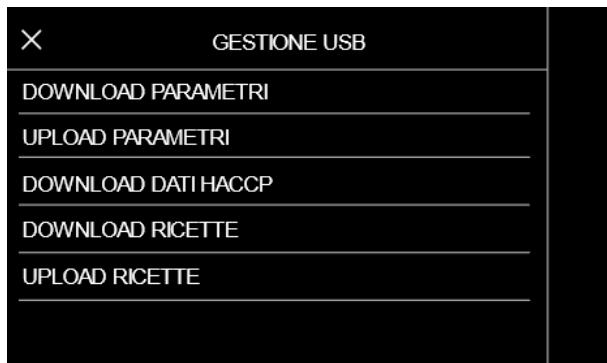 GESTIONE USB
DOWNLOAD PARAMETRI
UPLOAD PARAMETRI
DOWNLOAD DATI HACCP
DOWNLOAD RICETTE
UPLOAD RICETTE